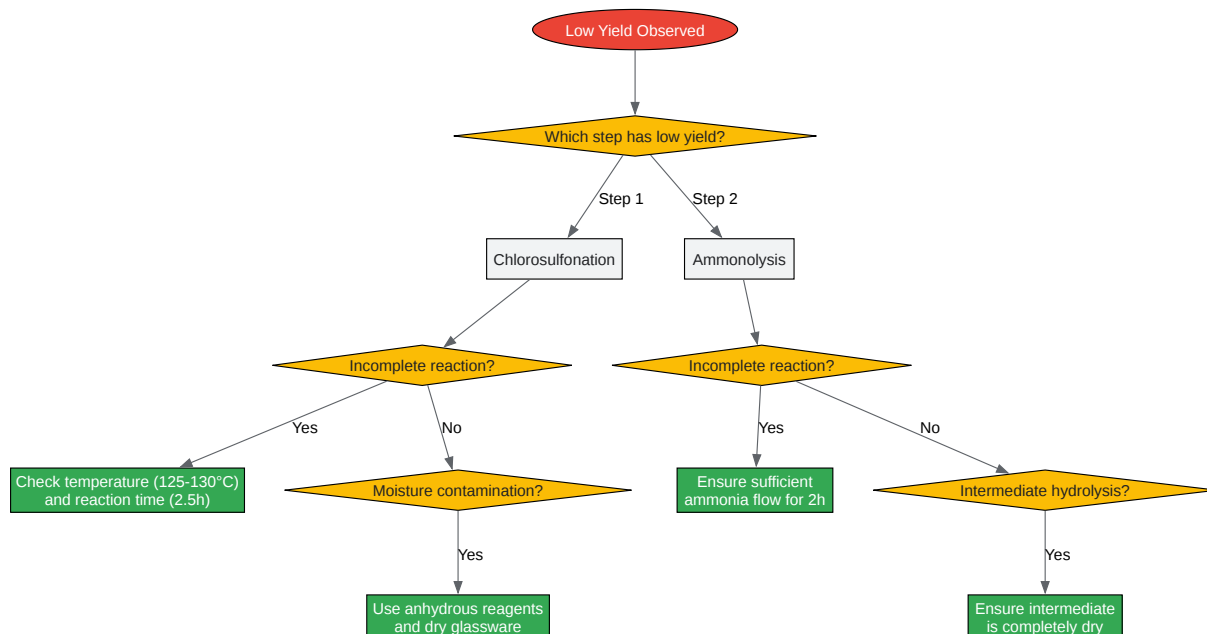 Low Yield Observed
Which step has low yield?
Step 1
Step 2
Chlorosulfonation
Ammonolysis
Incomplete reaction?
Incomplete reaction?
Yes
No
Yes
No
Check temperature (125-130°C)
and reaction time (2.5h)
Moisture contamination?
Ensure sufficient
ammonia flow for 2h
Intermediate hydrolysis?
Yes
Yes
Use anhydrous reagents
and dry glassware
Ensure intermediate
is completely dry